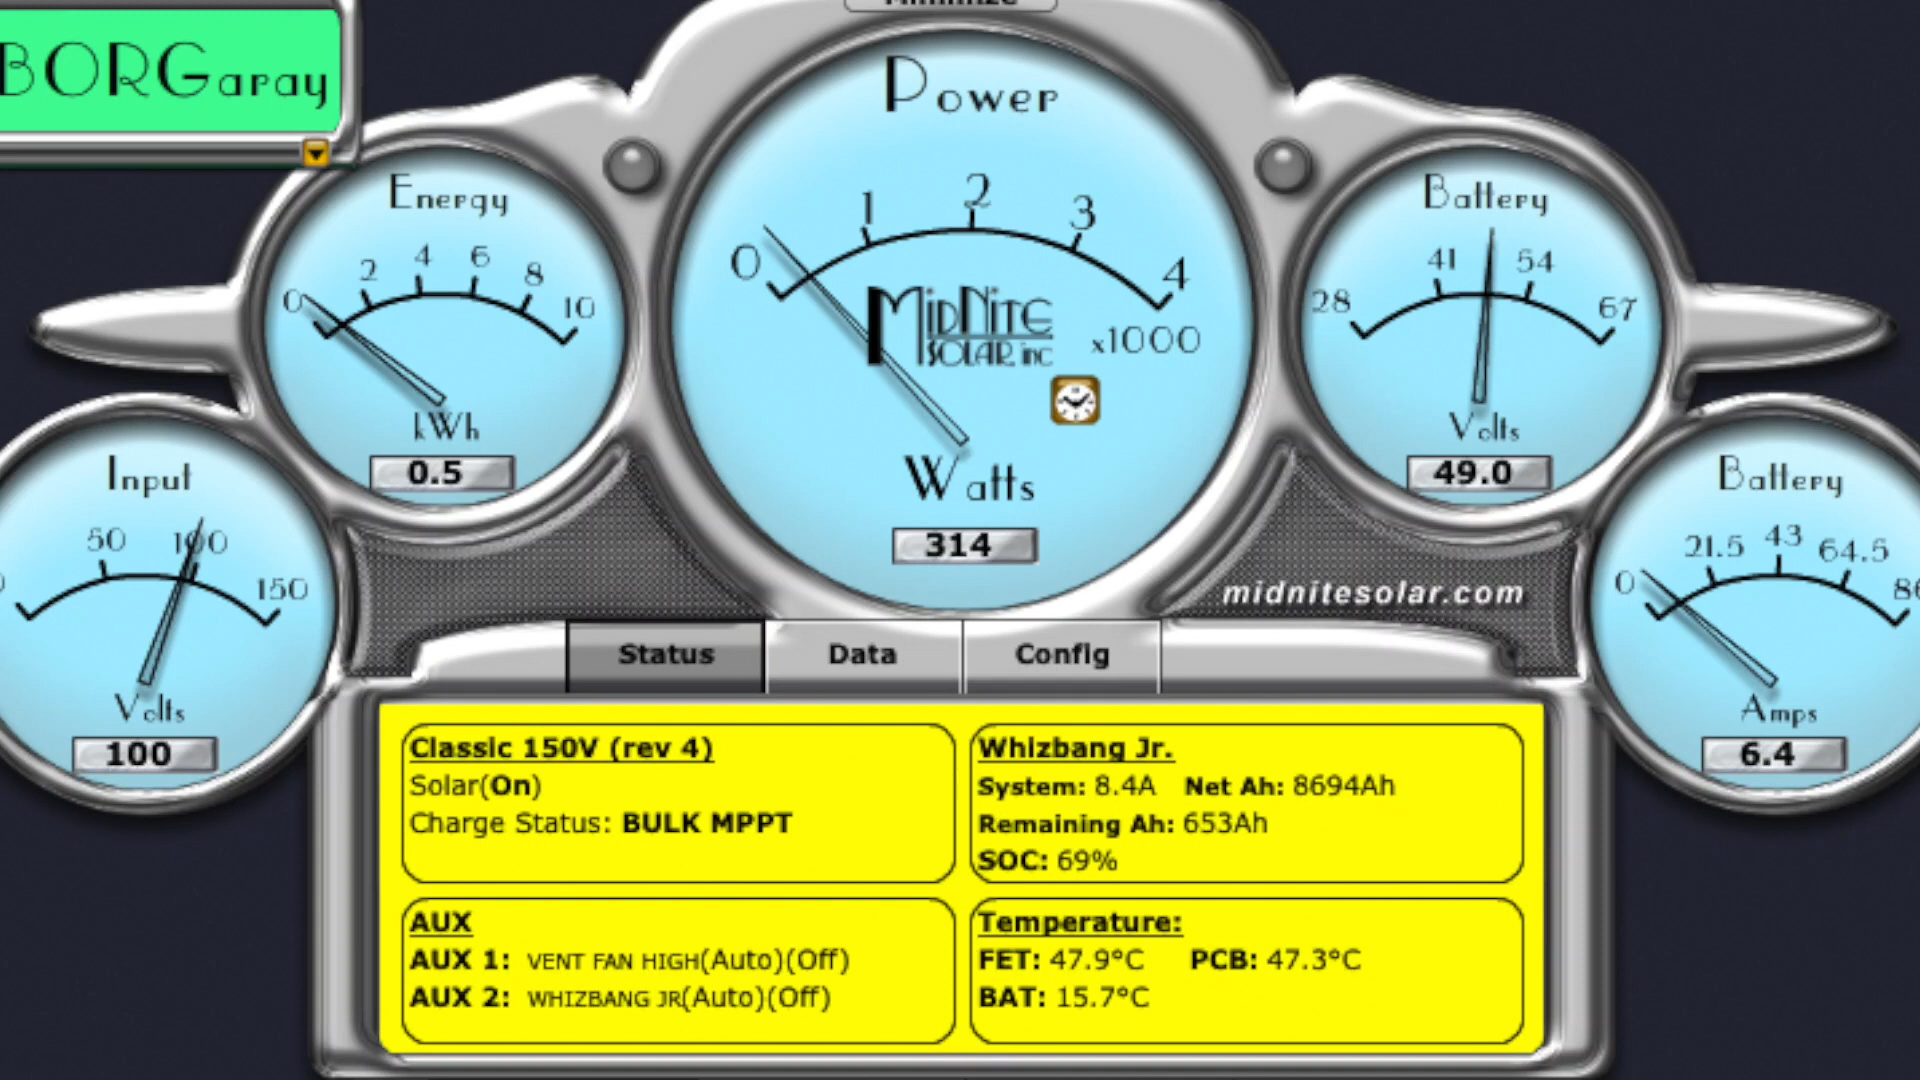 Minimize
BORGaray
Power
0 1 2 3 4
x1000
MidNite
SOLAR inc
Watts
314
Energy
0 2 4 6 8 10
kWh
0.5
Battery
28 41 54 67
Volts
49.0
Input
50 100 150
Volts
100
Battery
0 21.5 43 64.5 86
Amps
6.4
midnitesolar.com
Status Data Config
Classic 150V (rev 4)
Solar(On)
Charge Status: BULK MPPT
Whizbang Jr.
System: 8.4A Net Ah: 8694Ah
Remaining Ah: 653Ah
SOC: 69%
AUX
AUX 1: VENT FAN HIGH(Auto)(Off)
AUX 2: WHIZBANG JR(Auto)(Off)
Temperature:
FET: 47.9°C PCB: 47.3°C
BAT: 15.7°C